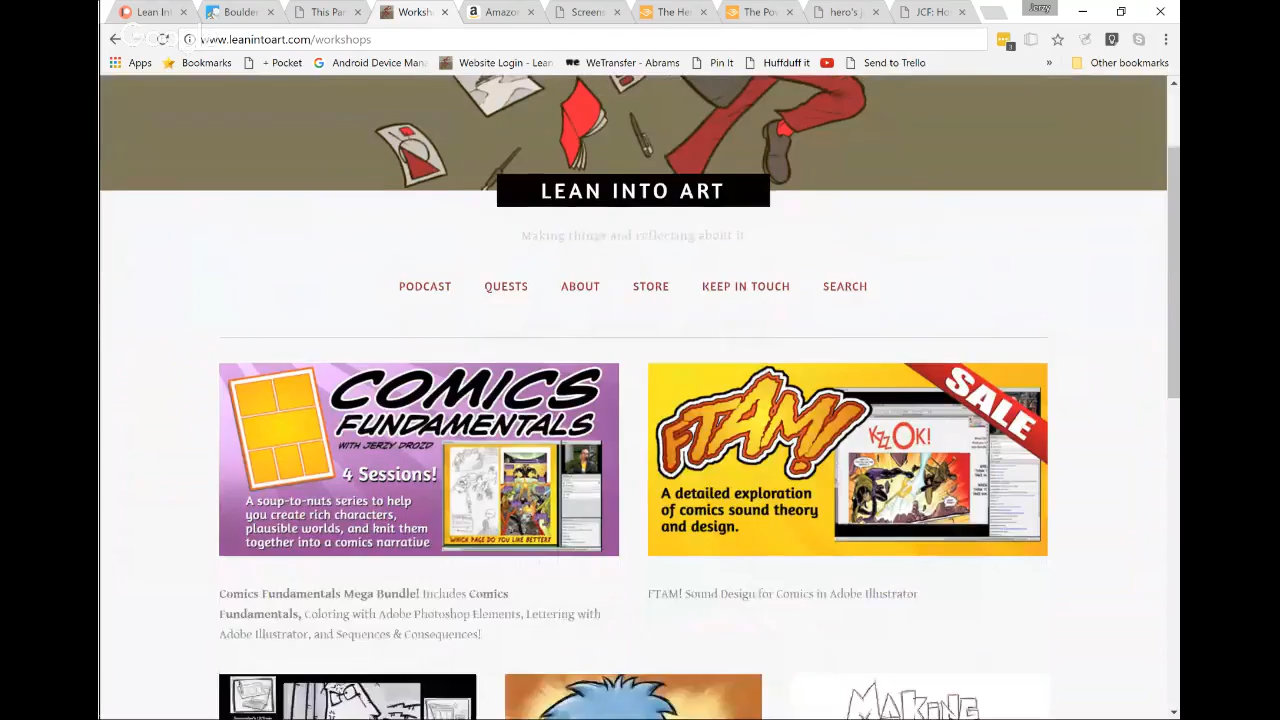 Lean Int
Boulder
This Par
Worksh
Amazo
Screen
The He
The Pov
hero's j
JCF: Ho
Jerzy
www.leanintoart.com/workshops
Apps
Bookmarks
+ Pocket
Android Device Man
Website Login - Lean
WeTransfer - Abrams
Pin It
Huffduff it
Send to Trello
»
Other bookmarks
LEAN INTO ART
Making things and reflecting about it
PODCAST QUESTS ABOUT STORE KEEP IN TOUCH SEARCH
COMICS
FUNDAMENTALS
WITH JERZY DROZD
4 Sessions!
A soup-to-nuts series to help
you create rich characters,
plausible worlds, and knit them
together into a comics narrative
WHICH PAGE DO YOU LIKE BETTER?
FTAM!
SALE
KZZOK!
A detailed exploration
of comics sound theory
and design.
Comics Fundamentals Mega Bundle! Includes Comics
Fundamentals, Coloring with Adobe Photoshop Elements, Lettering with
Adobe Illustrator, and Sequences & Consequences!
FTAM! Sound Design for Comics in Adobe Illustrator
MAKING